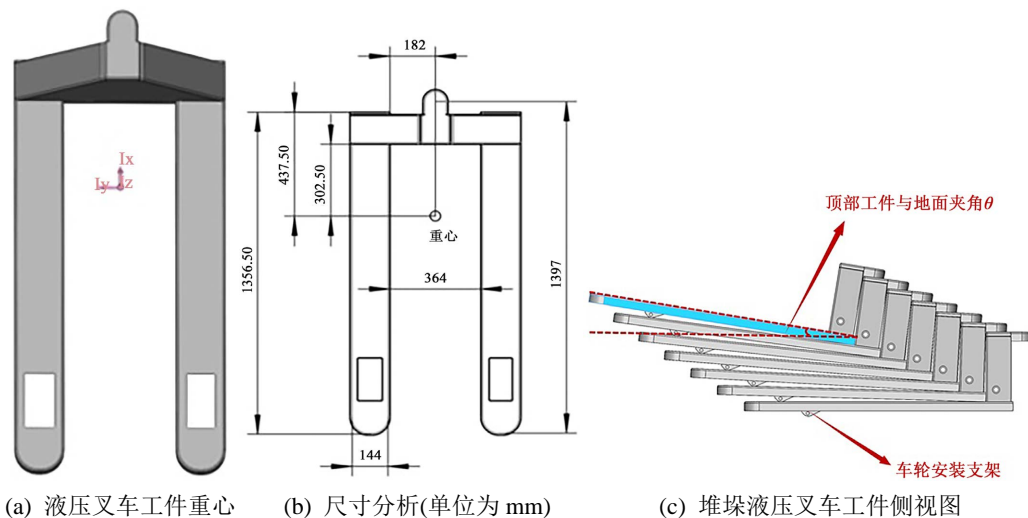 Ix
Iy
Iz
182
437.50
302.50
重心
1356.50
364
1397
144
顶部工件与地面夹角θ
车轮安装支架
(a) 液压叉车工件重心
(b) 尺寸分析(单位为 mm)
(c) 堆垛液压叉车工件侧视图